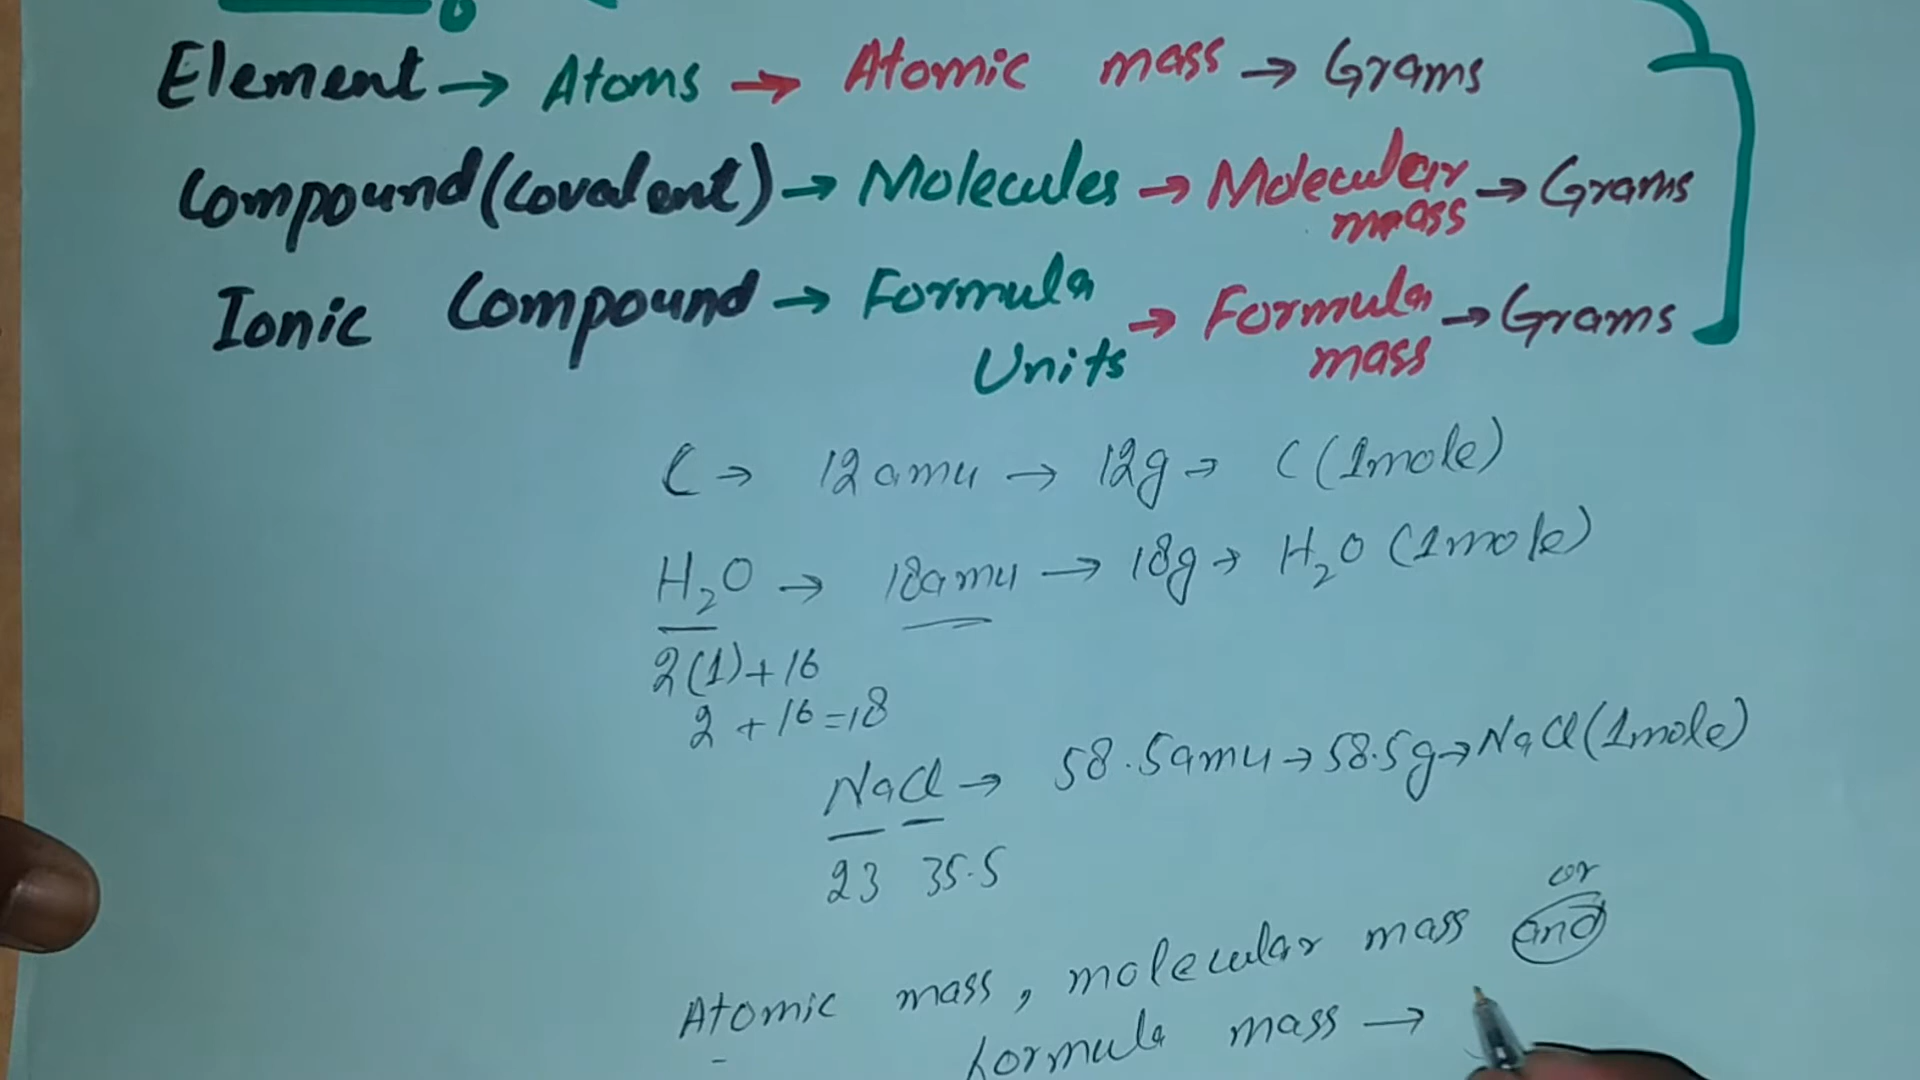 Element → Atoms → Atomic mass → Grams
Compound (Covalent) → Molecules → Molecular mass → Grams
Ionic Compound → Formula Units → Formula mass → Grams
C → 12 amu → 12g → C (1mole)
H₂O → 18amu → 18g → H₂O (1mole)
2(1)+16
2+16=18
NaCl → 58.5amu → 58.5g → NaCl (1mole)
23 35.5
or
Atomic mass, molecular mass and
formula mass →